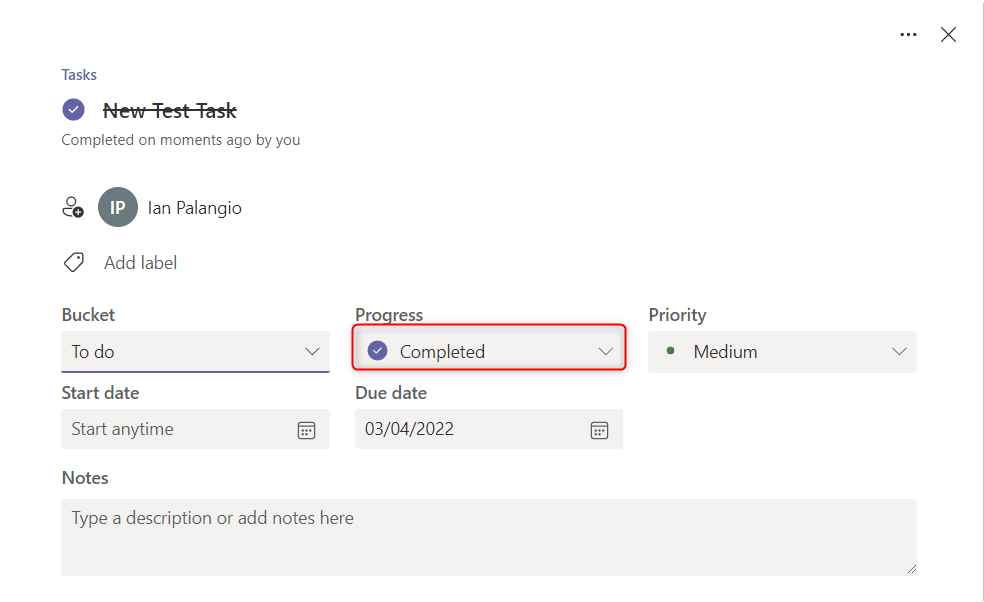 Tasks
New Test Task
Completed on moments ago by you
IP Ian Palangio
Add label
Bucket Progress Priority
To do Completed Medium
Start date Due date
Start anytime 03/04/2022
Notes
Type a description or add notes here